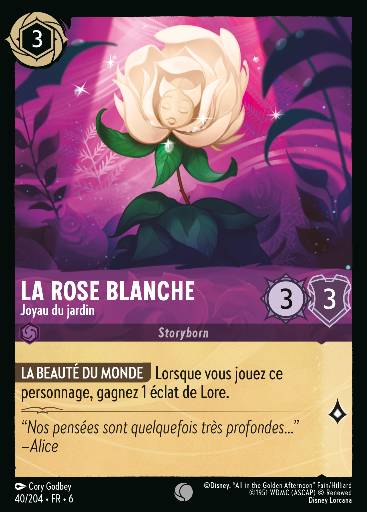 3
LA ROSE BLANCHE
Joyau du jardin
3
3
Storyborn
LA BEAUTÉ DU MONDE Lorsque vous jouez ce
personnage, gagnez 1 éclat de Lore.
“Nos pensées sont quelquefois très profondes...”
–Alice
Cory Godbey
40/204 • FR • 6
©Disney. "All in the Golden Afternoon" Fain/Hilliard
©1951 WDMC (ASCAP) © Renewed
Disney Lorcana